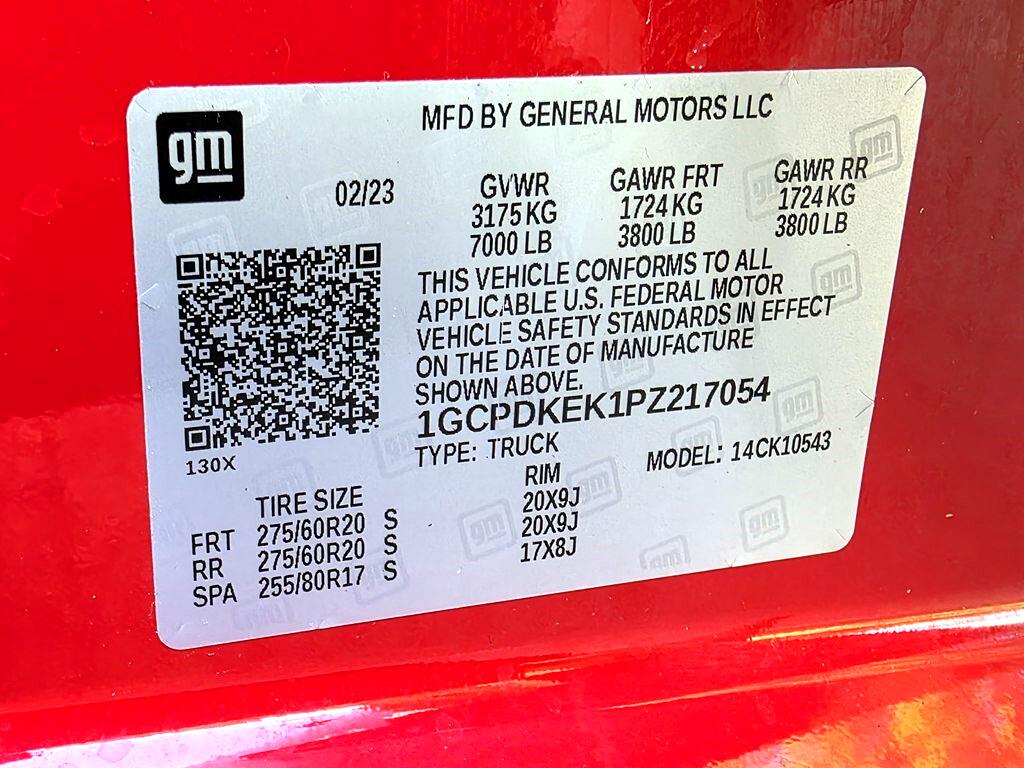 gm
MFD BY GENERAL MOTORS LLC
02/23
GVWR GAWR FRT GAWR RR
3175 KG 1724 KG 1724 KG
7000 LB 3800 LB 3800 LB
THIS VEHICLE CONFORMS TO ALL
APPLICABLE U.S. FEDERAL MOTOR
VEHICLE SAFETY STANDARDS IN EFFECT
ON THE DATE OF MANUFACTURE
SHOWN ABOVE.
1GCPDKEK1PZ217054
130X
TYPE: TRUCK MODEL: 14CK10543
TIRE SIZE RIM
FRT 275/60R20 S 20X9J
RR 275/60R20 S 20X9J
SPA 255/80R17 S 17X8J